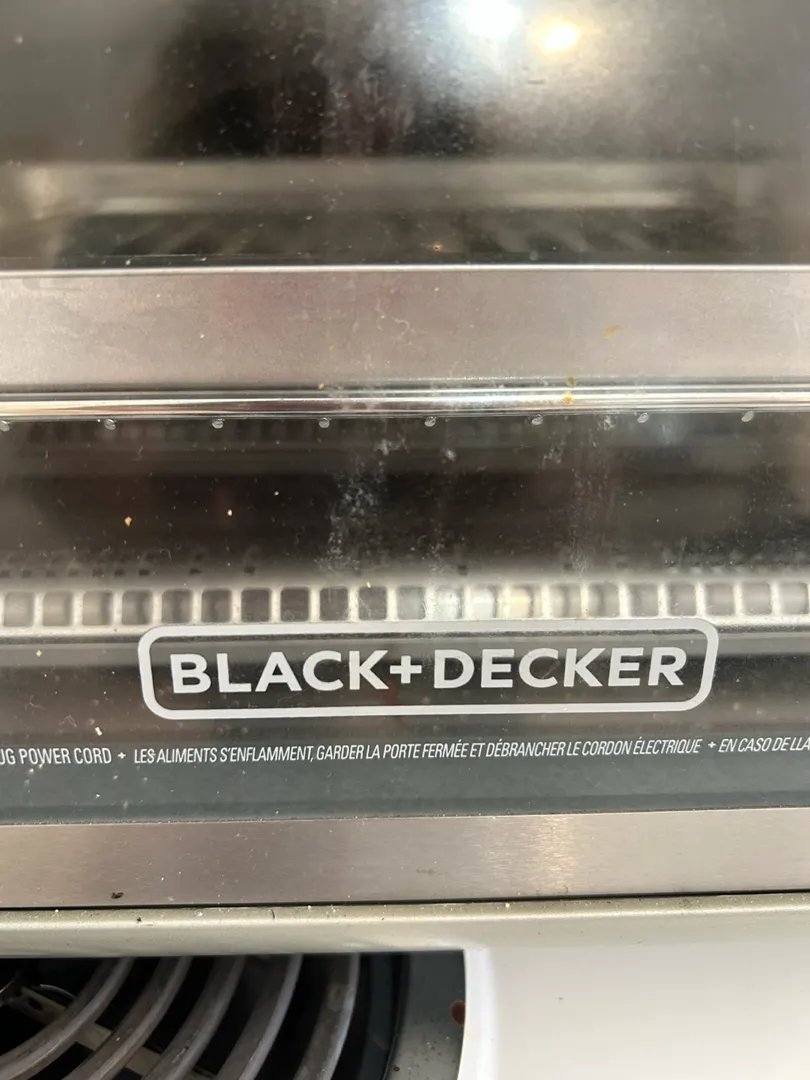 BLACK+DECKER
UG POWER CORD + LES ALIMENTS S'ENFLAMMENT, GARDER LA PORTE FERMÉE ET DÉBRANCHER LE CORDON ÉLECTRIQUE + EN CASO DE LLA